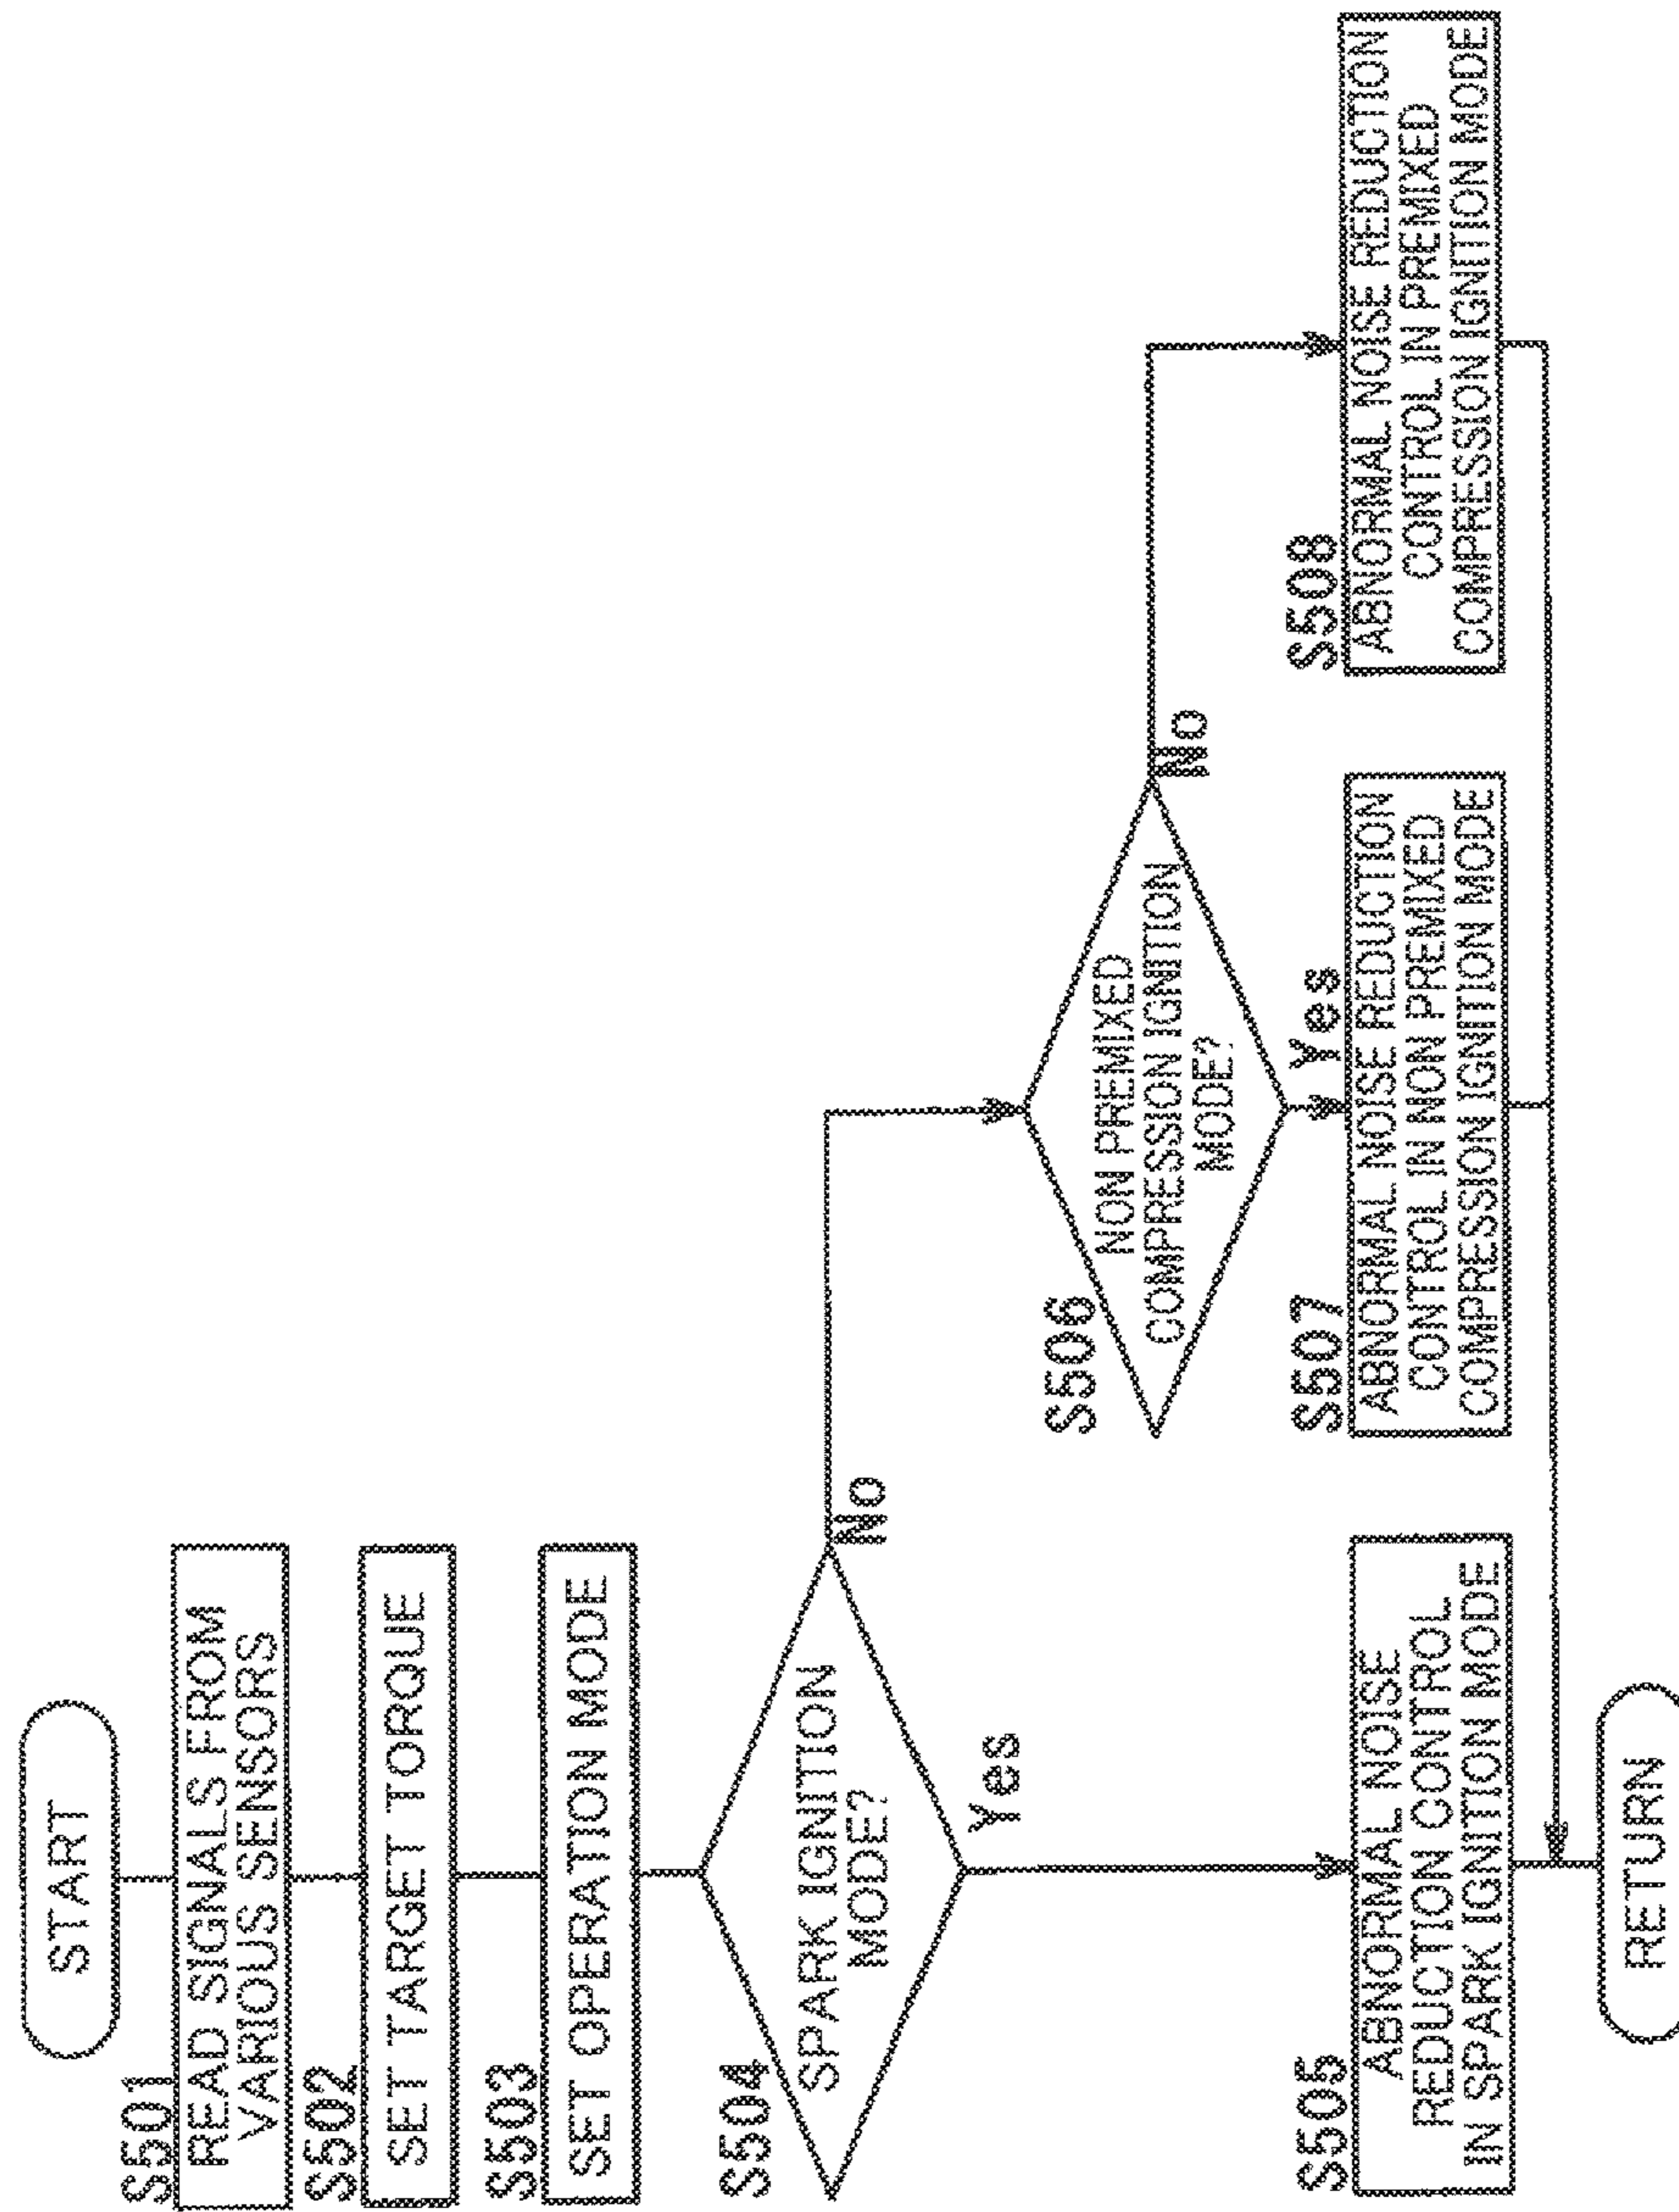 START
S501
READ SIGNALS FROM
VARIOUS SENSORS
S502
SET TARGET TORQUE
S503
SET OPERATION MODE
S504
SPARK IGNITION
MODE?
No
Yes
S506
NON PREMIXED
COMPRESSION IGNITION
MODE?
No
Yes
S505
ABNORMAL NOISE
REDUCTION CONTROL
IN SPARK IGNITION MODE
S507
ABNORMAL NOISE REDUCTION
CONTROL IN NON PREMIXED
COMPRESSION IGNITION MODE
S508
ABNORMAL NOISE REDUCTION
CONTROL IN PREMIXED
COMPRESSION IGNITION MODE
RETURN